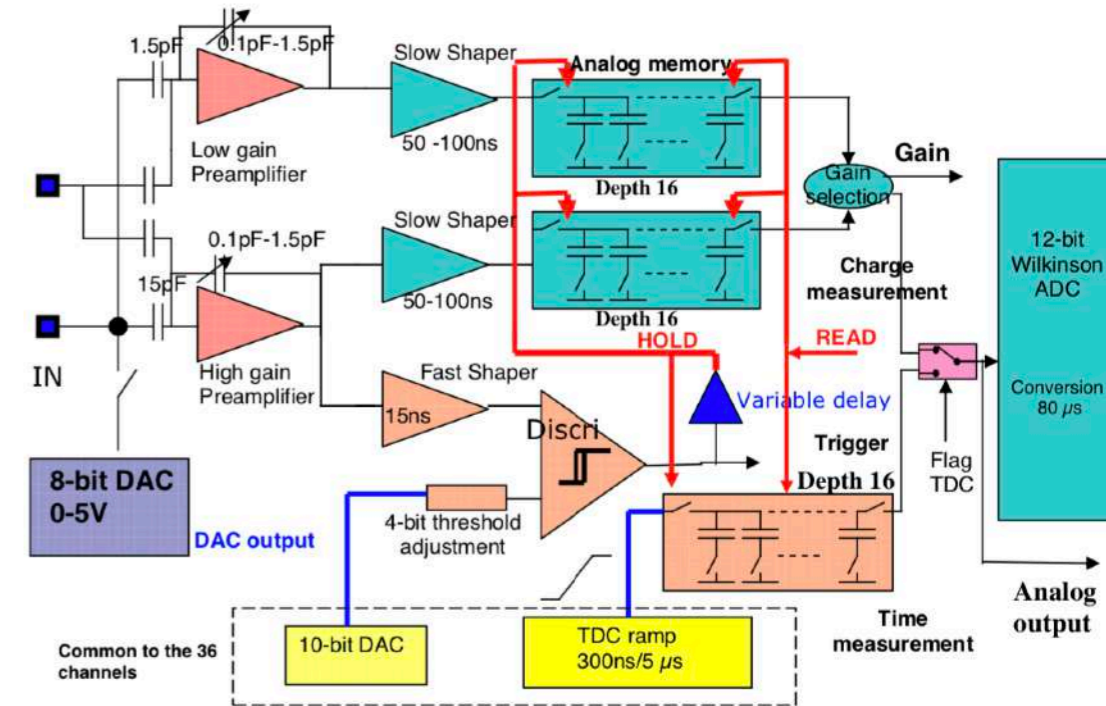 1.5pF
0.1pF-1.5pF
Slow Shaper
Analog memory
50 -100ns
Low gain
Preamplifier
Depth 16
Gain
Gain
selection
Slow Shaper
0.1pF-1.5pF
15pF
50-100ns
Depth 16
12-bit
Wilkinson
ADC
Charge
measurement
HOLD
READ
IN
High gain
Preamplifier
Fast Shaper
15ns
Variable delay
Conversion
80 µs
Discri
Trigger
Flag
TDC
8-bit DAC
0-5V
Depth 16
DAC output
4-bit threshold
adjustment
Analog
output
Time
measurement
Common to the 36
channels
10-bit DAC
TDC ramp
300ns/5 µs